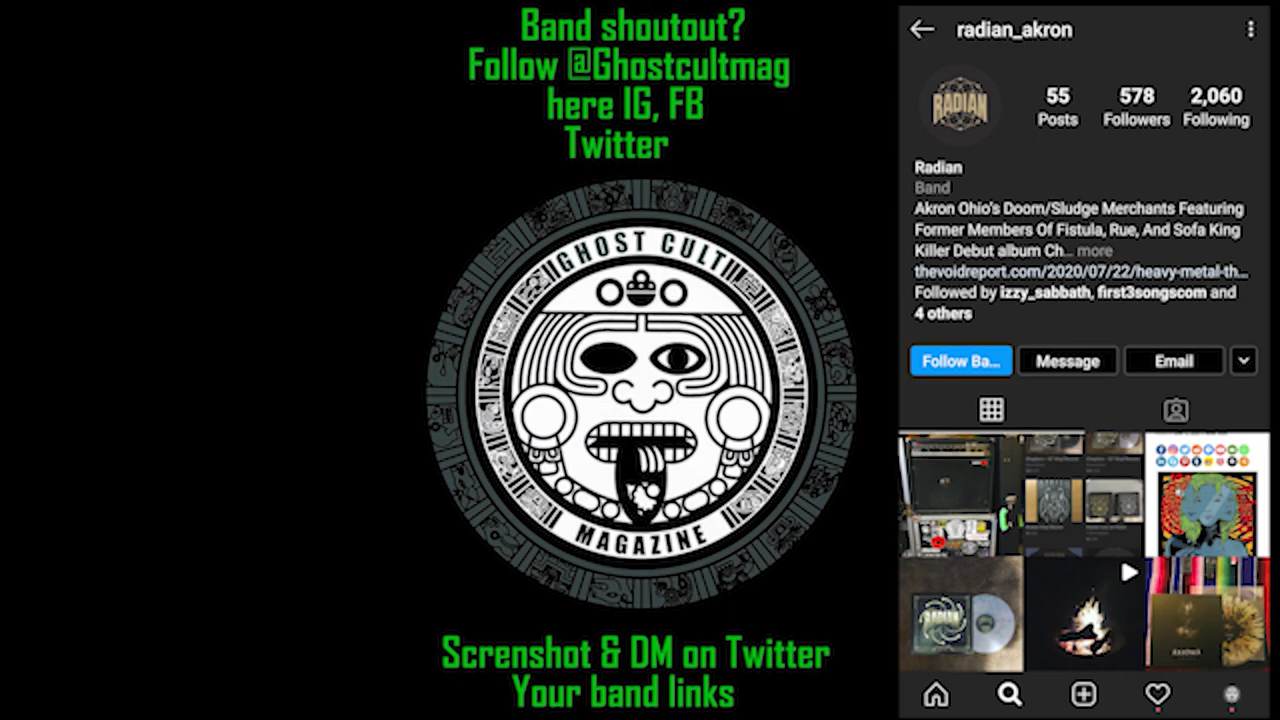 Band shoutout?
Follow @Ghostcultmag
here IG, FB
Twitter
GHOST CULT
MAGAZINE
Screnshot & DM on Twitter
Your band links
radian_akron
RADIAN
55
578
2,060
Posts
Followers
Following
Radian
Band
Akron Ohio's Doom/Sludge Merchants Featuring
Former Members Of Fistula, Rue, And Sofa King
Killer Debut album Ch... more
thevoidreport.com/2020/07/22/heavy-metal-th...
Followed by izzy_sabbath, first3songscom and
4 others
Follow Ba...
Message
Email
RADIAN